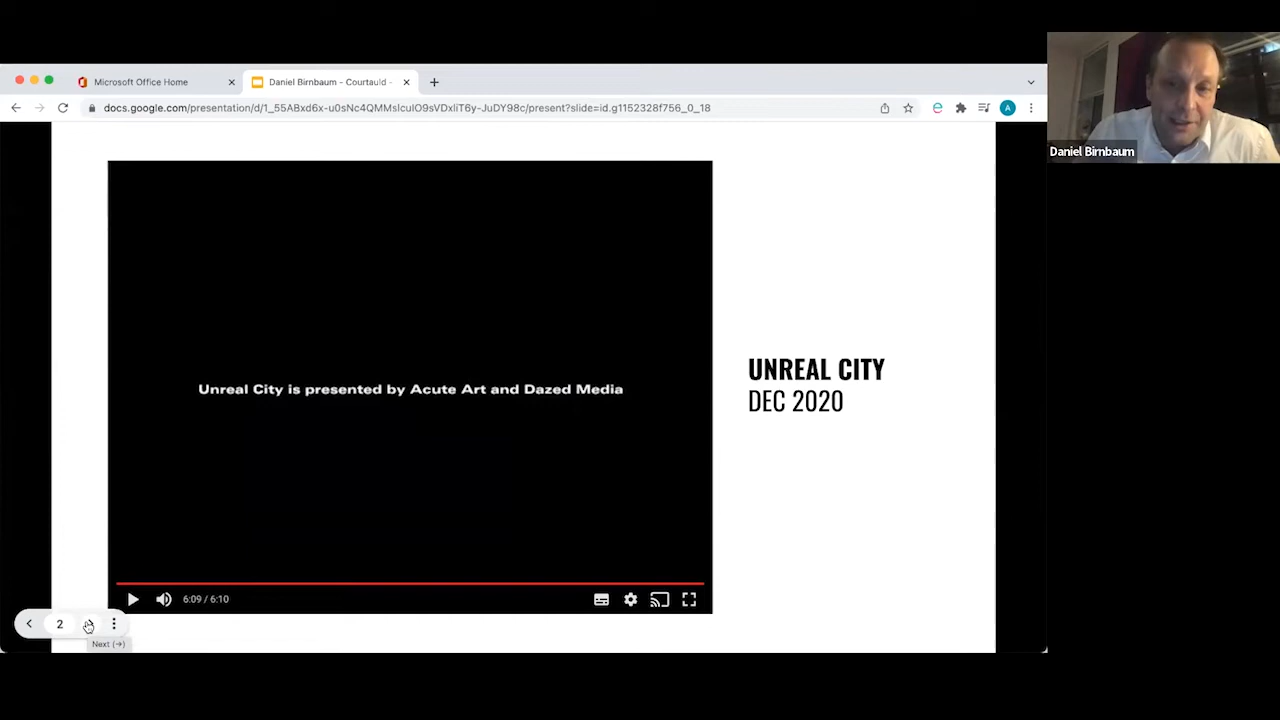 Microsoft Office Home
Daniel Birnbaum - Courtauld -
docs.google.com/presentation/d/1_55ABxd6x-u0sNc4QMMsIcuIO9sVDxliT6y-JuDY98c/present?slide=id.g1152328f756_0_18
A
Daniel Birnbaum
Unreal City is presented by Acute Art and Dazed Media
UNREAL CITY
DEC 2020
6:09 / 6:10
2
Next (→)